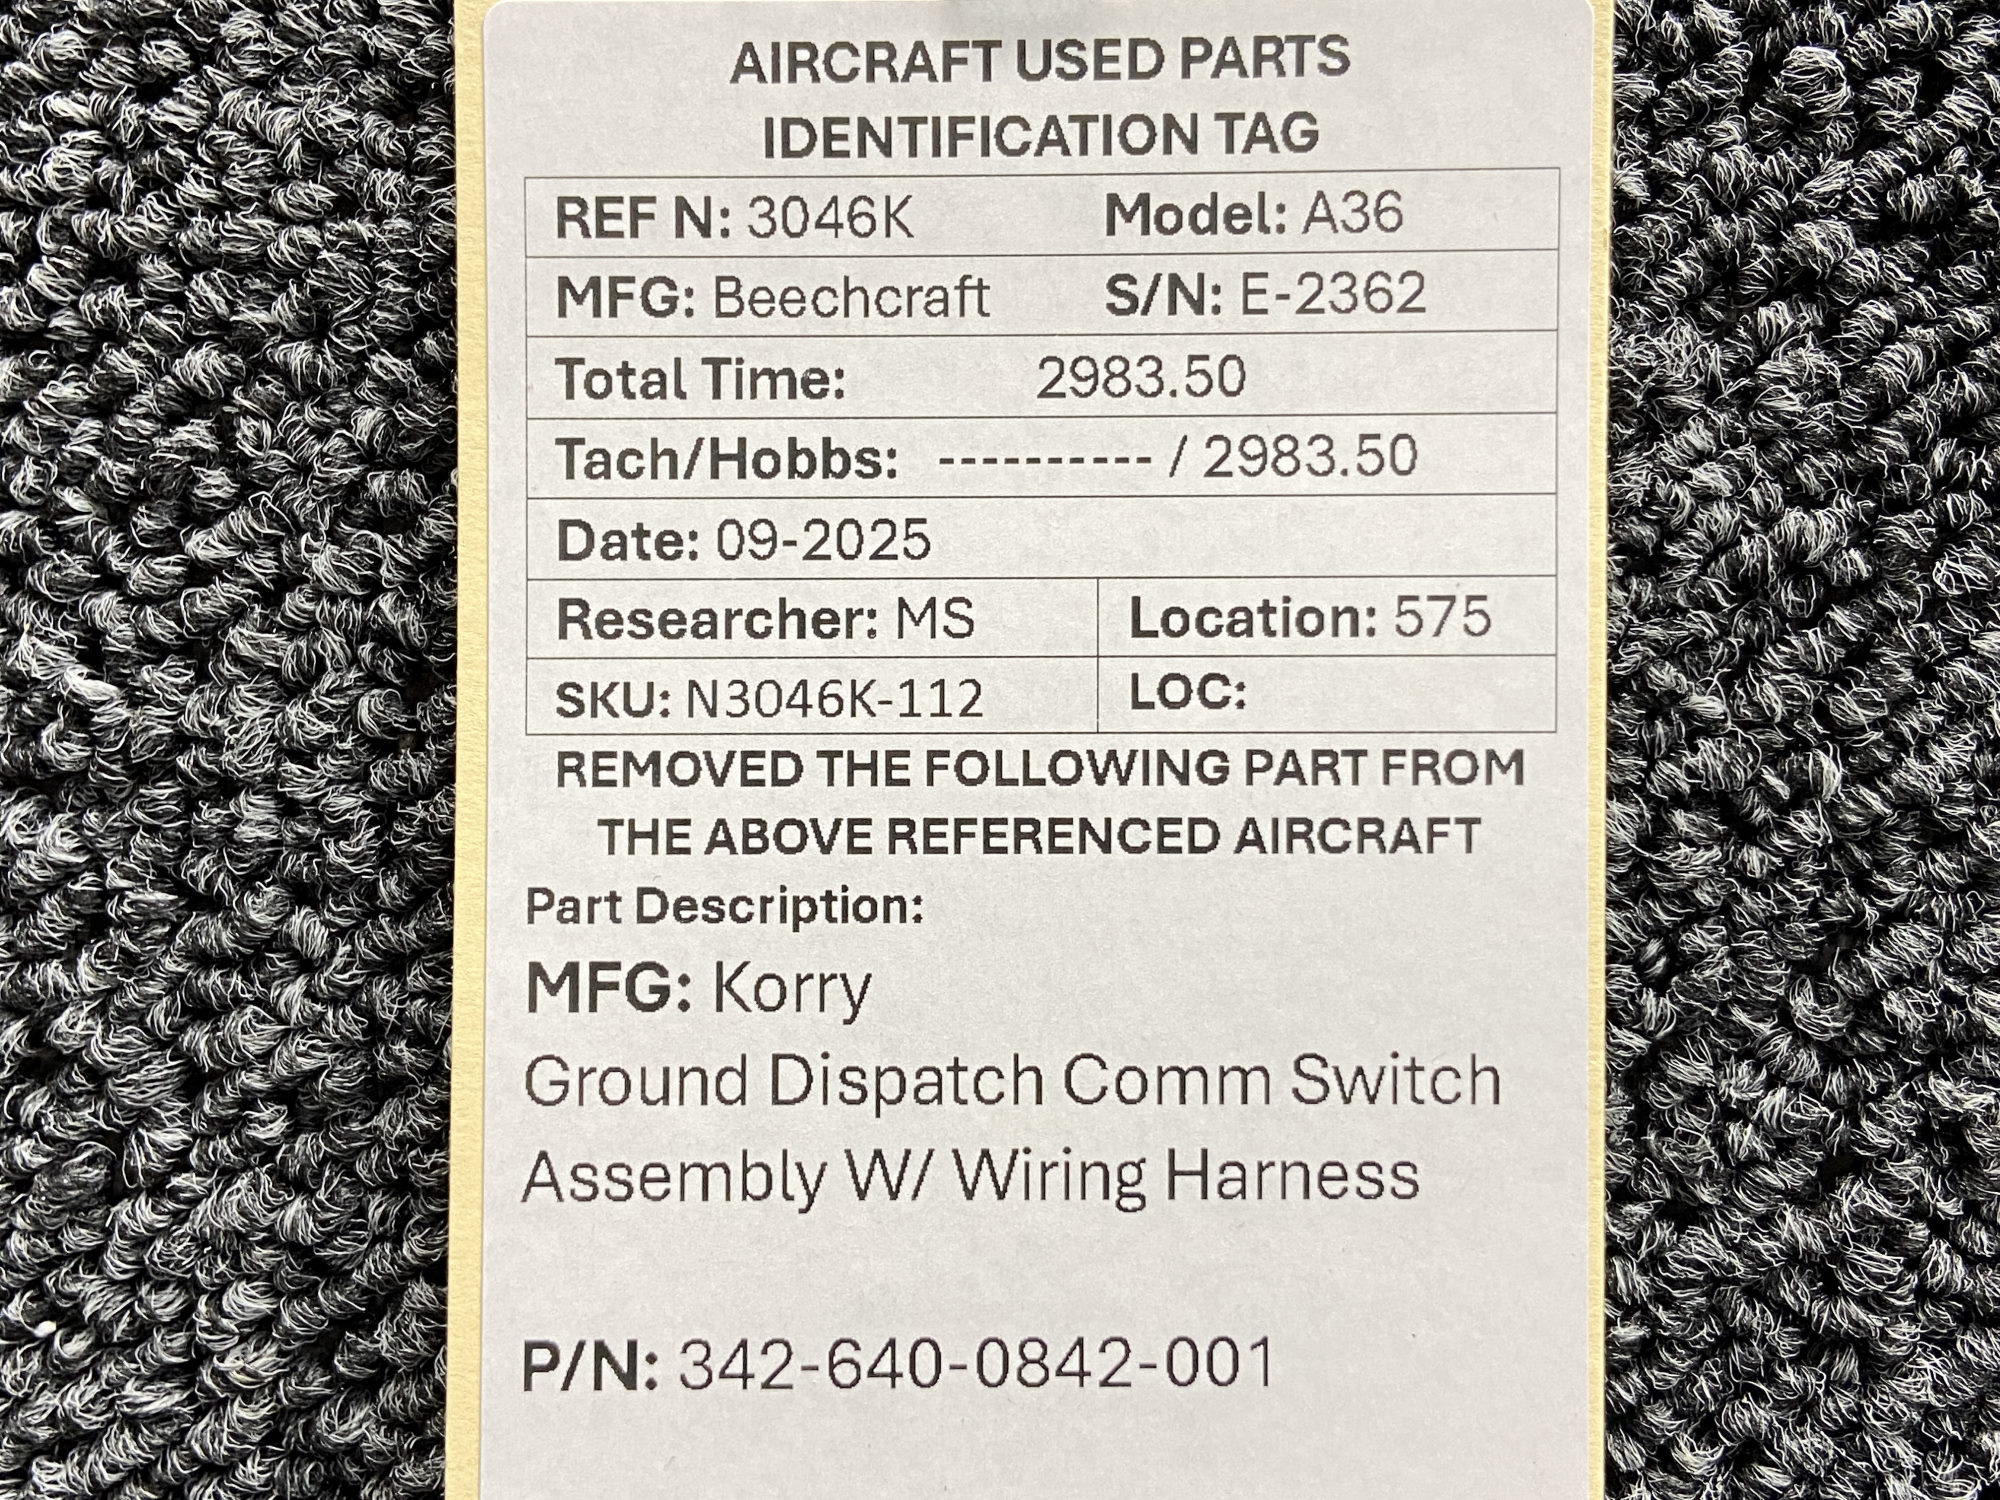 AIRCRAFT USED PARTS
IDENTIFICATION TAG
REF N: 3046K Model: A36
MFG: Beechcraft S/N: E-2362
Total Time: 2983.50
Tach/Hobbs: ---------- / 2983.50
Date: 09-2025
Researcher: MS Location: 575
SKU: N3046K-112 LOC:
REMOVED THE FOLLOWING PART FROM
THE ABOVE REFERENCED AIRCRAFT
Part Description:
MFG: Korry
Ground Dispatch Comm Switch
Assembly W/ Wiring Harness
P/N: 342-640-0842-001